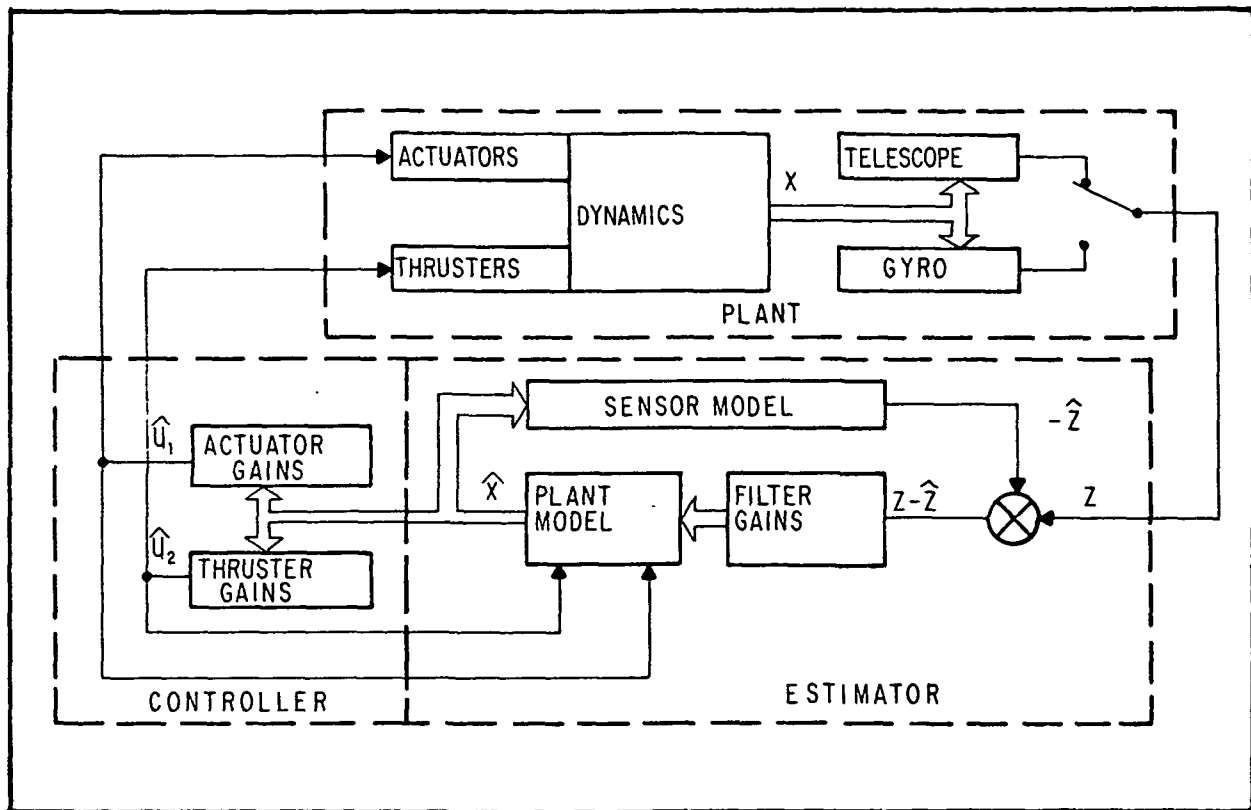 ACTUATORS
X
TELESCOPE
DYNAMICS
THRUSTERS
GYRO
PLANT
SENSOR MODEL
-Ẑ
Û₁
ACTUATOR
GAINS
X̂
PLANT
MODEL
FILTER
GAINS
Z-Ẑ
Z
Û₂
THRUSTER
GAINS
CONTROLLER
ESTIMATOR